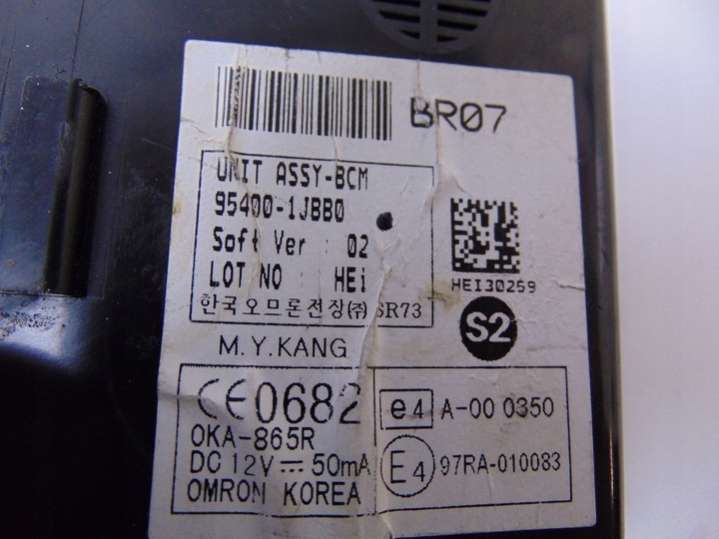 BR07
UNIT ASSY-BCM
95400-1JBB0
Soft Ver : 02
LOT NO : HEi
한국오므론전장(주) SR73
HEI30259
S2
M.Y.KANG
CE0682
OKA-865R
DC 12V ⎓ 50mA
OMRON KOREA
e4 A-00 0350
E4 97RA-010083